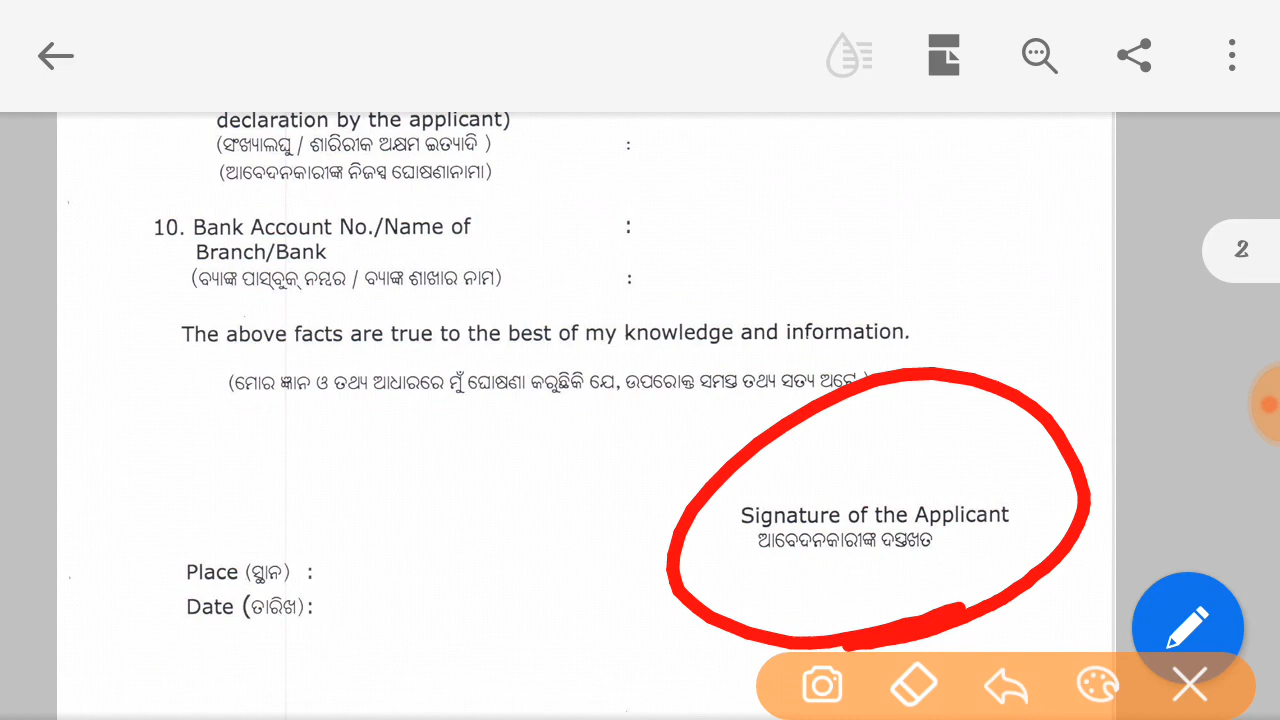 declaration by the applicant)
(ସଂଖ୍ୟାଲଘୁ / ଶାରିରୀକ ଅକ୍ଷମ ଇତ୍ୟାଦି ) :
(ଆବେଦନକାରୀଙ୍କ ନିଜସ୍ୱ ଘୋଷଣାନାମା)
10. Bank Account No./Name of :
Branch/Bank
(ବ୍ୟାଙ୍କ ପାସ୍‌ବୁକ୍ ନମ୍ବର / ବ୍ୟାଙ୍କ ଶାଖାର ନାମ) :
2
The above facts are true to the best of my knowledge and information.
(ମୋର ଜ୍ଞାନ ଓ ତଥ୍ୟ ଆଧାରରେ ମୁଁ ଘୋଷଣା କରୁଛିକି ଯେ, ଉପରୋକ୍ତ ସମସ୍ତ ତଥ୍ୟ ସତ୍ୟ ଅଟେ )
Signature of the Applicant
ଆବେଦନକାରୀଙ୍କ ଦସ୍ତଖତ
Place (ସ୍ଥାନ) :
Date (ତାରିଖ):